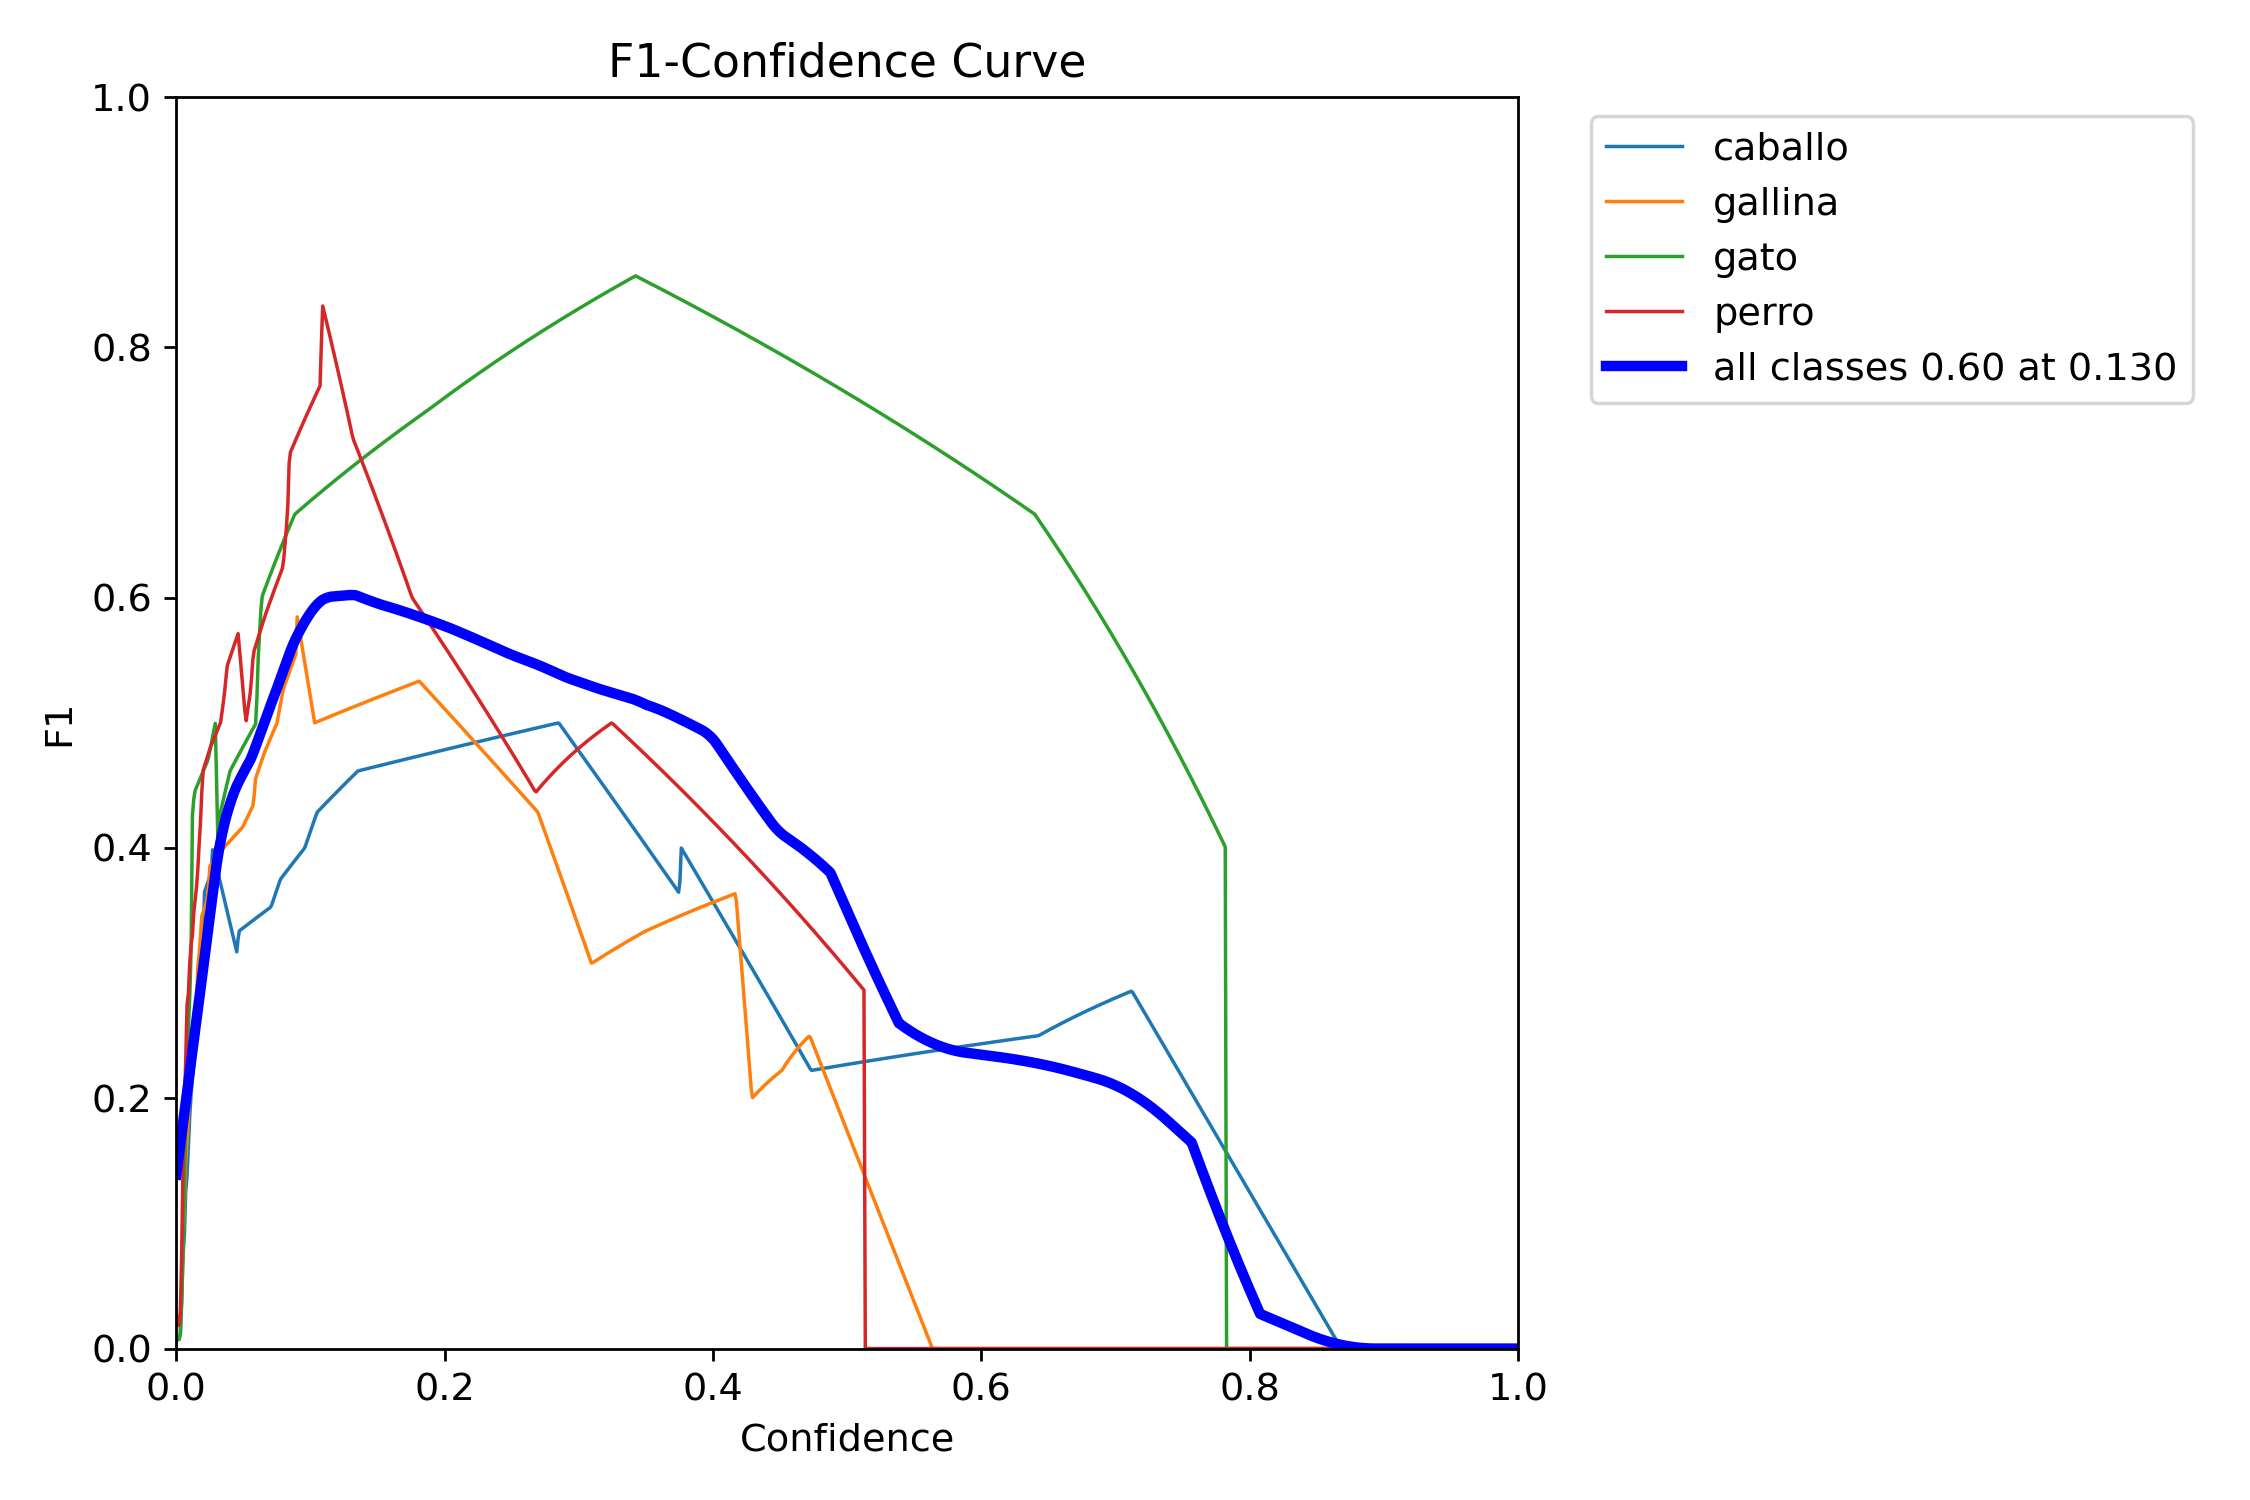 F1-Confidence Curve
1.0
0.8
0.6
0.4
0.2
0.0
F1
0.0 0.2 0.4 0.6 0.8 1.0
Confidence
caballo
gallina
gato
perro
all classes 0.60 at 0.130